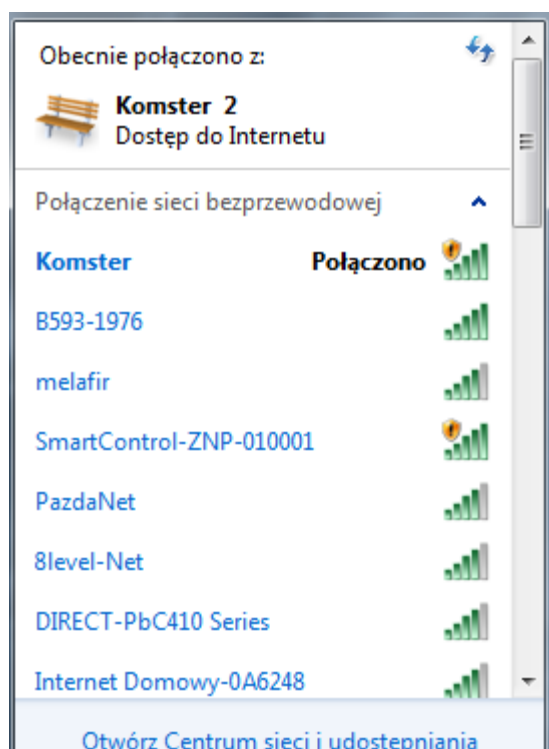 Obecnie połączono z:
Komster 2
Dostęp do Internetu
Połączenie sieci bezprzewodowej
Komster Połączono
B593-1976
melafir
SmartControl-ZNP-010001
PazdaNet
8level-Net
DIRECT-PbC410 Series
Internet Domowy-0A6248
Otwórz Centrum sieci i udostępniania